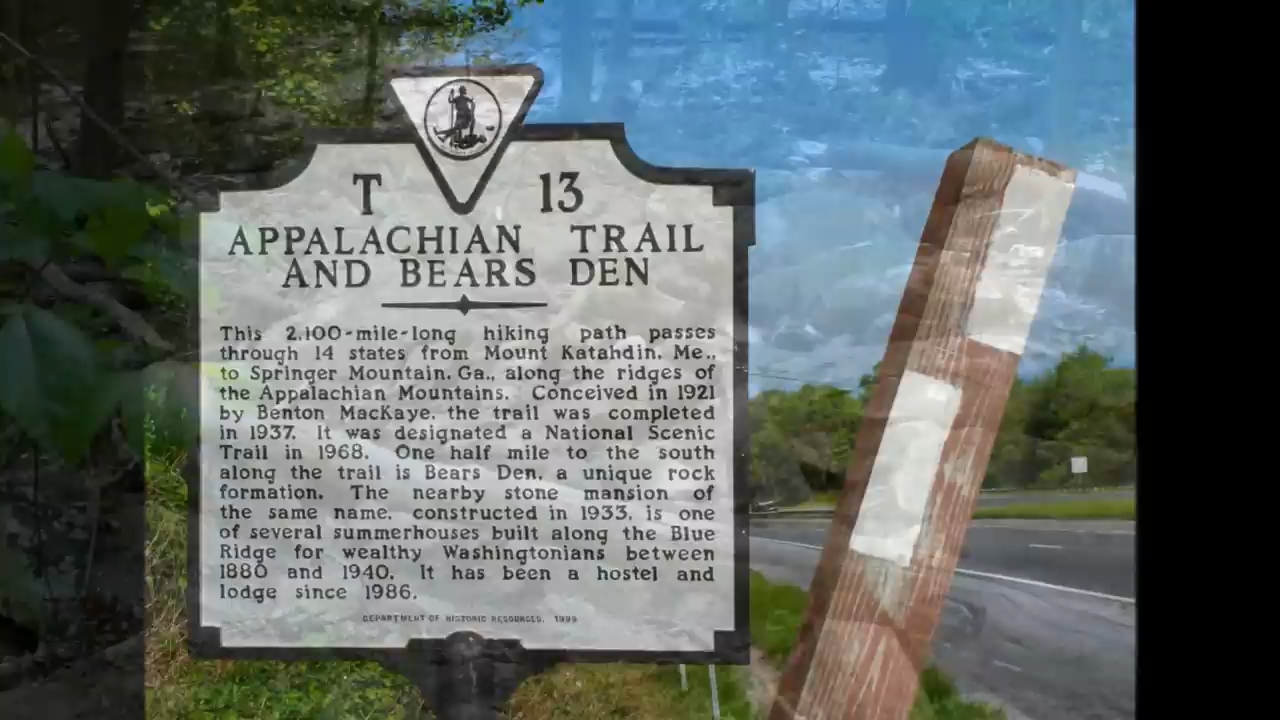 T 13
APPALACHIAN TRAIL
AND BEARS DEN
This 2,100-mile-long hiking path passes
through 14 states from Mount Katahdin, Me.,
to Springer Mountain, Ga., along the ridges of
the Appalachian Mountains. Conceived in 1921
by Benton MacKaye, the trail was completed
in 1937. It was designated a National Scenic
Trail in 1968. One half mile to the south
along the trail is Bears Den, a unique rock
formation. The nearby stone mansion of
the same name, constructed in 1933, is one
of several summerhouses built along the Blue
Ridge for wealthy Washingtonians between
1880 and 1940. It has been a hostel and
lodge since 1986.
DEPARTMENT OF HISTORIC RESOURCES, 1999